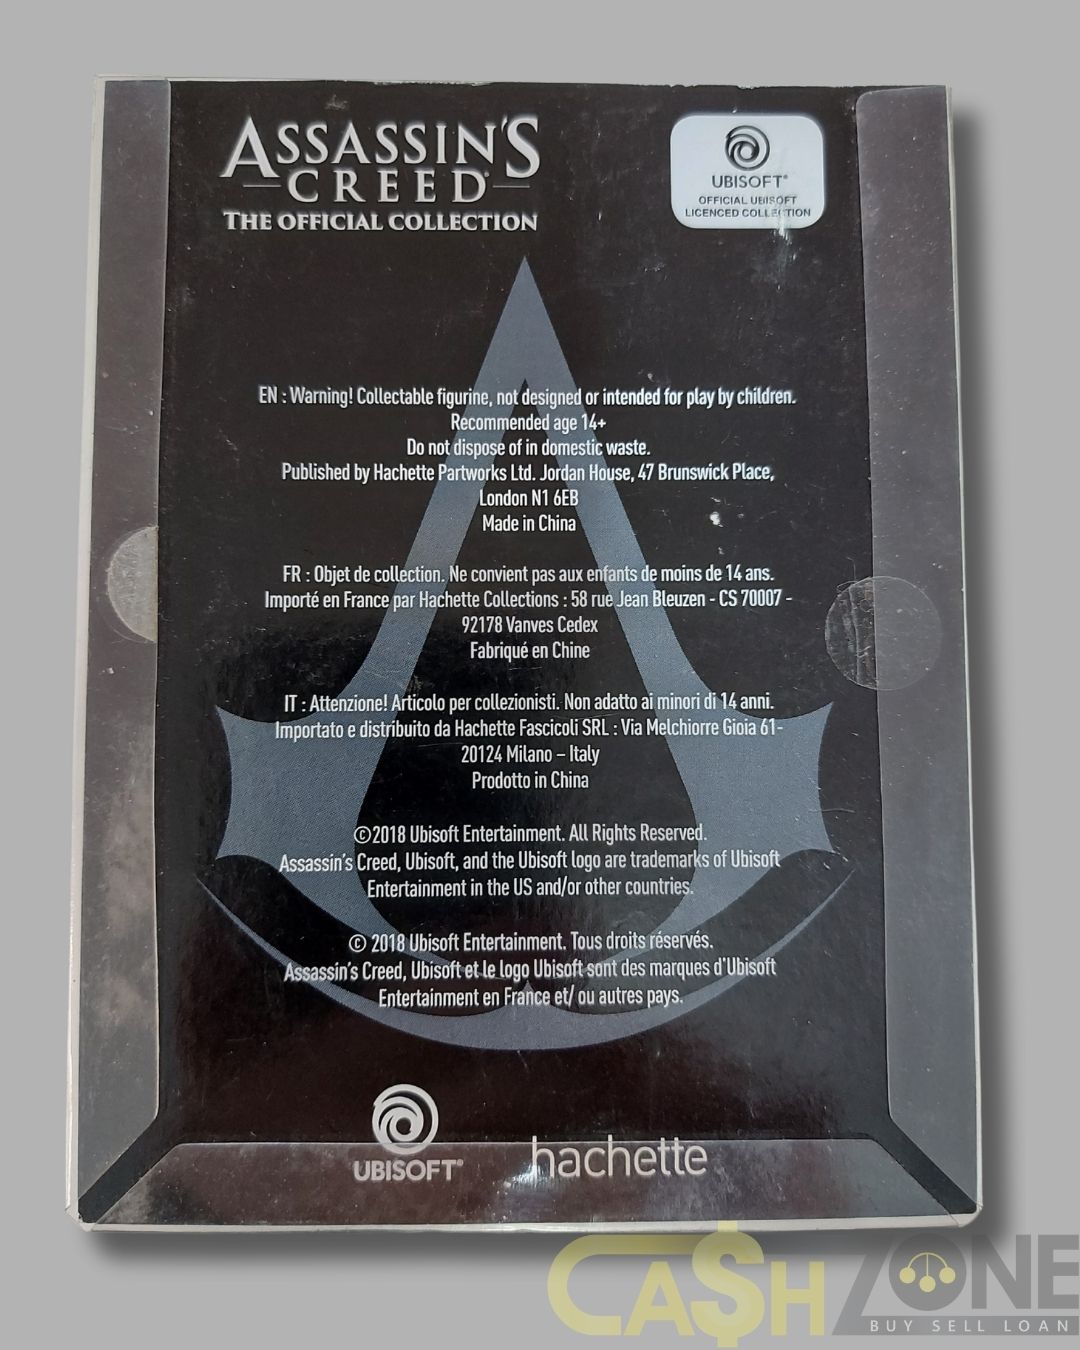 ASSASSIN'S
CREED®
THE OFFICIAL COLLECTION
UBISOFT®
OFFICIAL UBISOFT
LICENCED COLLECTION
EN : Warning! Collectable figurine, not designed or intended for play by children.
Recommended age 14+
Do not dispose of in domestic waste.
Published by Hachette Partworks Ltd. Jordan House, 47 Brunswick Place,
London N1 6EB
Made in China
FR : Objet de collection. Ne convient pas aux enfants de moins de 14 ans.
Importé en France par Hachette Collections : 58 rue Jean Bleuzen - CS 70007 -
92178 Vanves Cedex
Fabriqué en Chine
IT : Attenzione! Articolo per collezionisti. Non adatto ai minori di 14 anni.
Importato e distribuito da Hachette Fascicoli SRL : Via Melchiorre Gioia 61-
20124 Milano – Italy
Prodotto in China
©2018 Ubisoft Entertainment. All Rights Reserved.
Assassin's Creed, Ubisoft, and the Ubisoft logo are trademarks of Ubisoft
Entertainment in the US and/or other countries.
© 2018 Ubisoft Entertainment. Tous droits réservés.
Assassin's Creed, Ubisoft et le logo Ubisoft sont des marques d'Ubisoft
Entertainment en France et/ ou autres pays.
UBISOFT®
hachette
CA$HZONE
BUY SELL LOAN